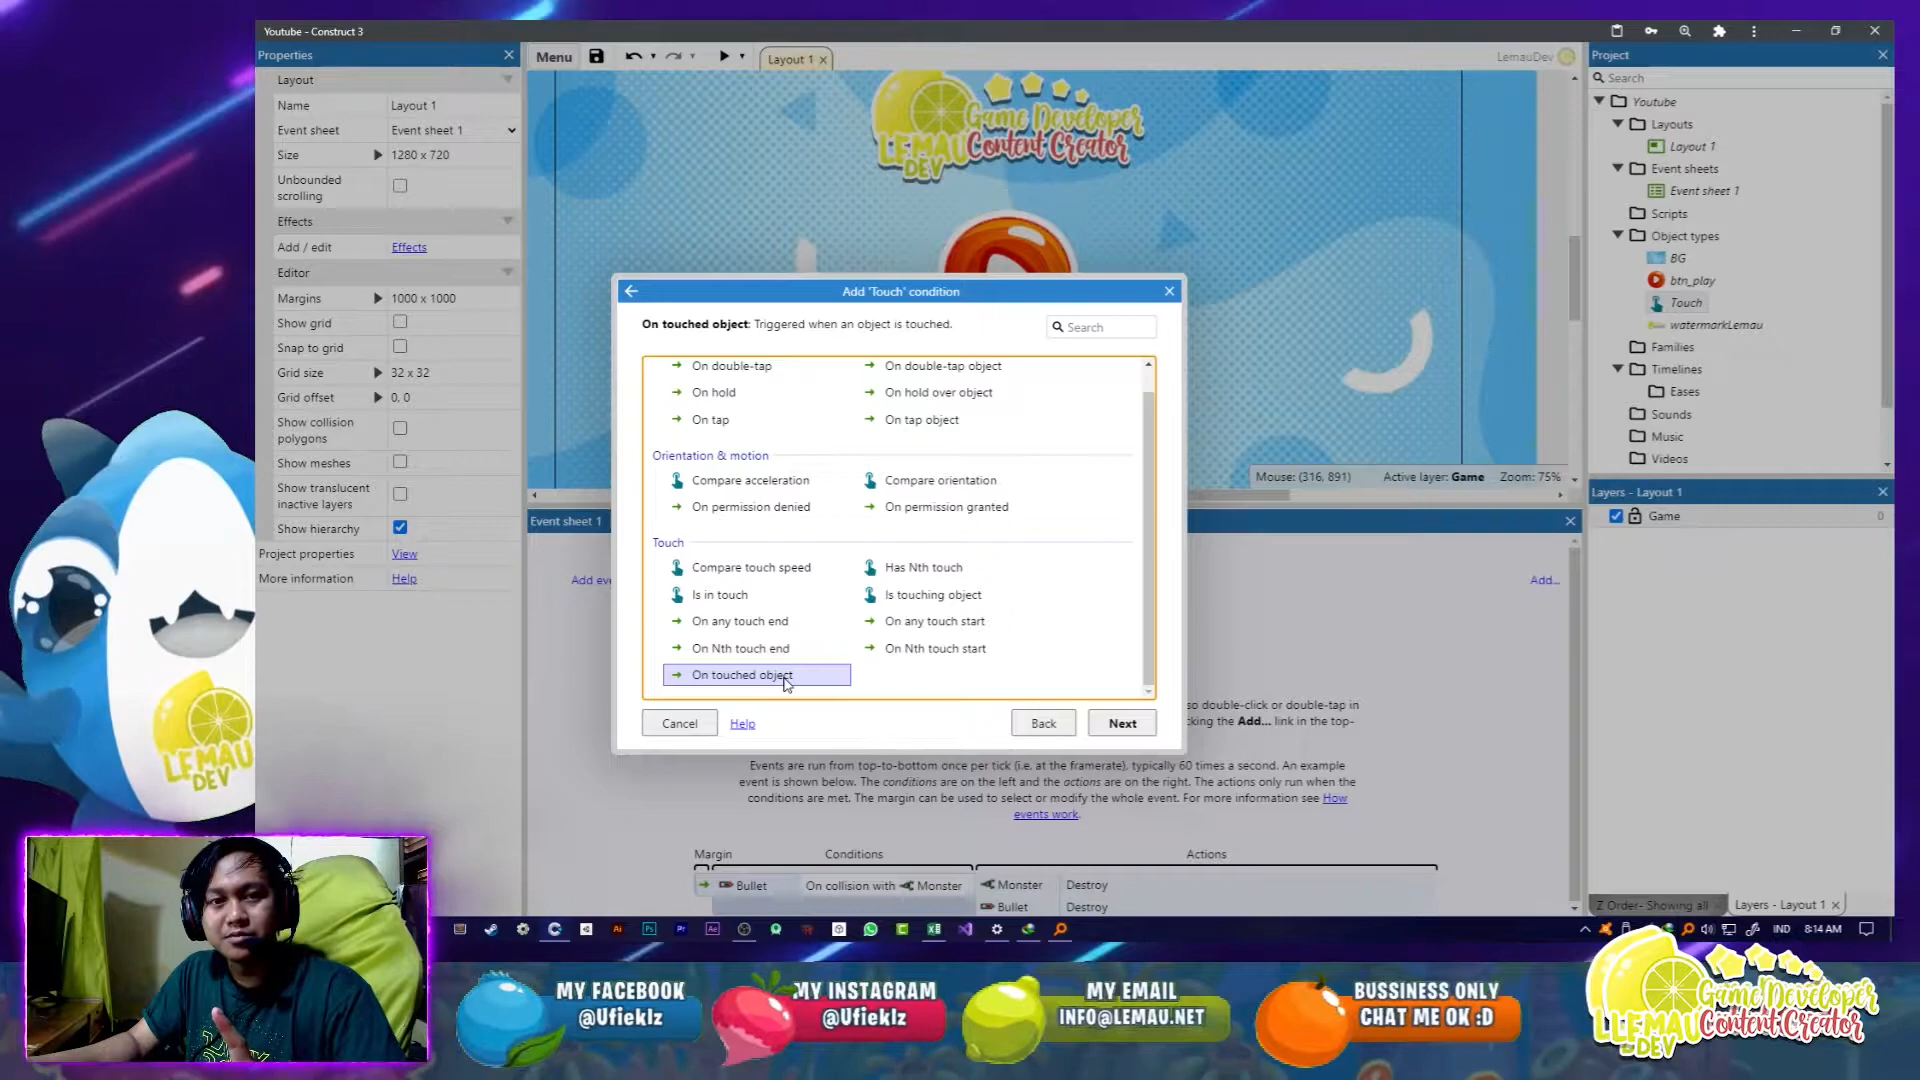 Youtube - Construct 3
Properties
Layout
Name Layout 1
Event sheet Event sheet 1
Size 1280 x 720
Unbounded
scrolling
Effects
Add / edit Effects
Editor
Margins 1000 x 1000
Show grid
Snap to grid
Grid size 32 x 32
Grid offset 0, 0
Show collision
polygons
Show meshes
Show translucent
inactive layers
Show hierarchy
Project properties View
More information Help
Menu
Layout 1
LemauDev
LEMAU
DEV
Game Developer
Content Creator
Mouse: (316, 891) Active layer: Game Zoom: 75%
Add 'Touch' condition
On touched object: Triggered when an object is touched.
Search
On double-tap On double-tap object
On hold On hold over object
On tap On tap object
Orientation & motion
Compare acceleration Compare orientation
On permission denied On permission granted
Touch
Compare touch speed Has Nth touch
Is in touch Is touching object
On any touch end On any touch start
On Nth touch end On Nth touch start
On touched object
Cancel Help Back Next
Event sheet 1
Add eve
Add...
so double-click or double-tap in
king the Add... link in the top-
Events are run from top-to-bottom once per tick (i.e. at the framerate), typically 60 times a second. An example
event is shown below. The conditions are on the left and the actions are on the right. The actions only run when the
conditions are met. The margin can be used to select or modify the whole event. For more information see How
events work.
Margin Conditions Actions
Bullet On collision with Monster Monster Destroy
Bullet Destroy
Project
Search
Youtube
Layouts
Layout 1
Event sheets
Event sheet 1
Scripts
Object types
BG
btn_play
Touch
watermarkLemau
Families
Timelines
Eases
Sounds
Music
Videos
Layers - Layout 1
Game 0
Z Order- Showing all
Layers - Layout 1
IND 8:14 AM
LEMAU
DEV
MY FACEBOOK
@Ufieklz
MY INSTAGRAM
@Ufieklz
MY EMAIL
INFO@LEMAU.NET
BUSSINESS ONLY
CHAT ME OK :D
LEMAU
DEV
Game Developer
Content Creator